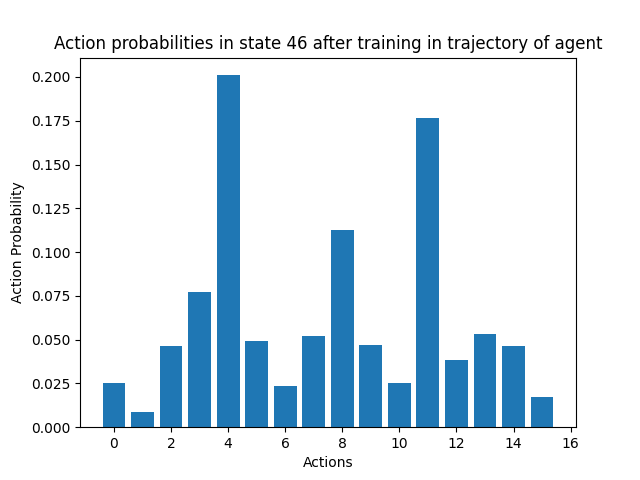 Action probabilities in state 46 after training in trajectory of agent
0.200
0.175
0.150
0.125
0.100
0.075
0.050
0.025
0.000
Action Probability
0 2 4 6 8 10 12 14 16
Actions